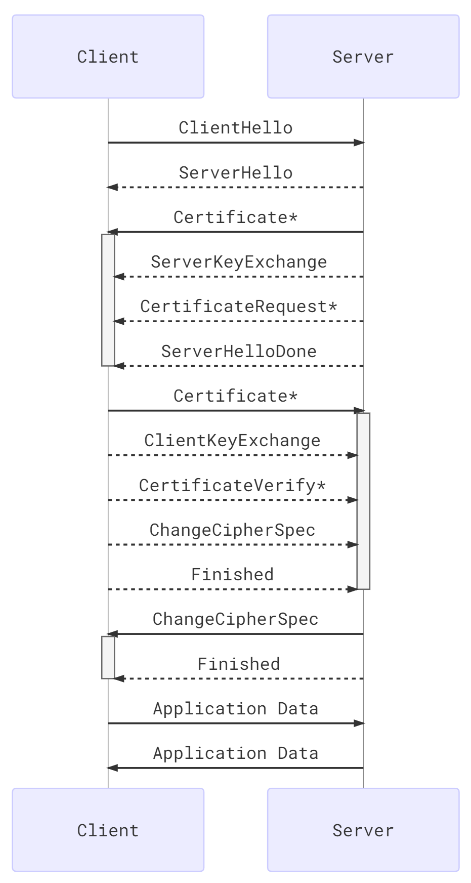 Client Server
ClientHello
ServerHello
Certificate*
ServerKeyExchange
CertificateRequest*
ServerHelloDone
Certificate*
ClientKeyExchange
CertificateVerify*
ChangeCipherSpec
Finished
ChangeCipherSpec
Finished
Application Data
Application Data
Client Server